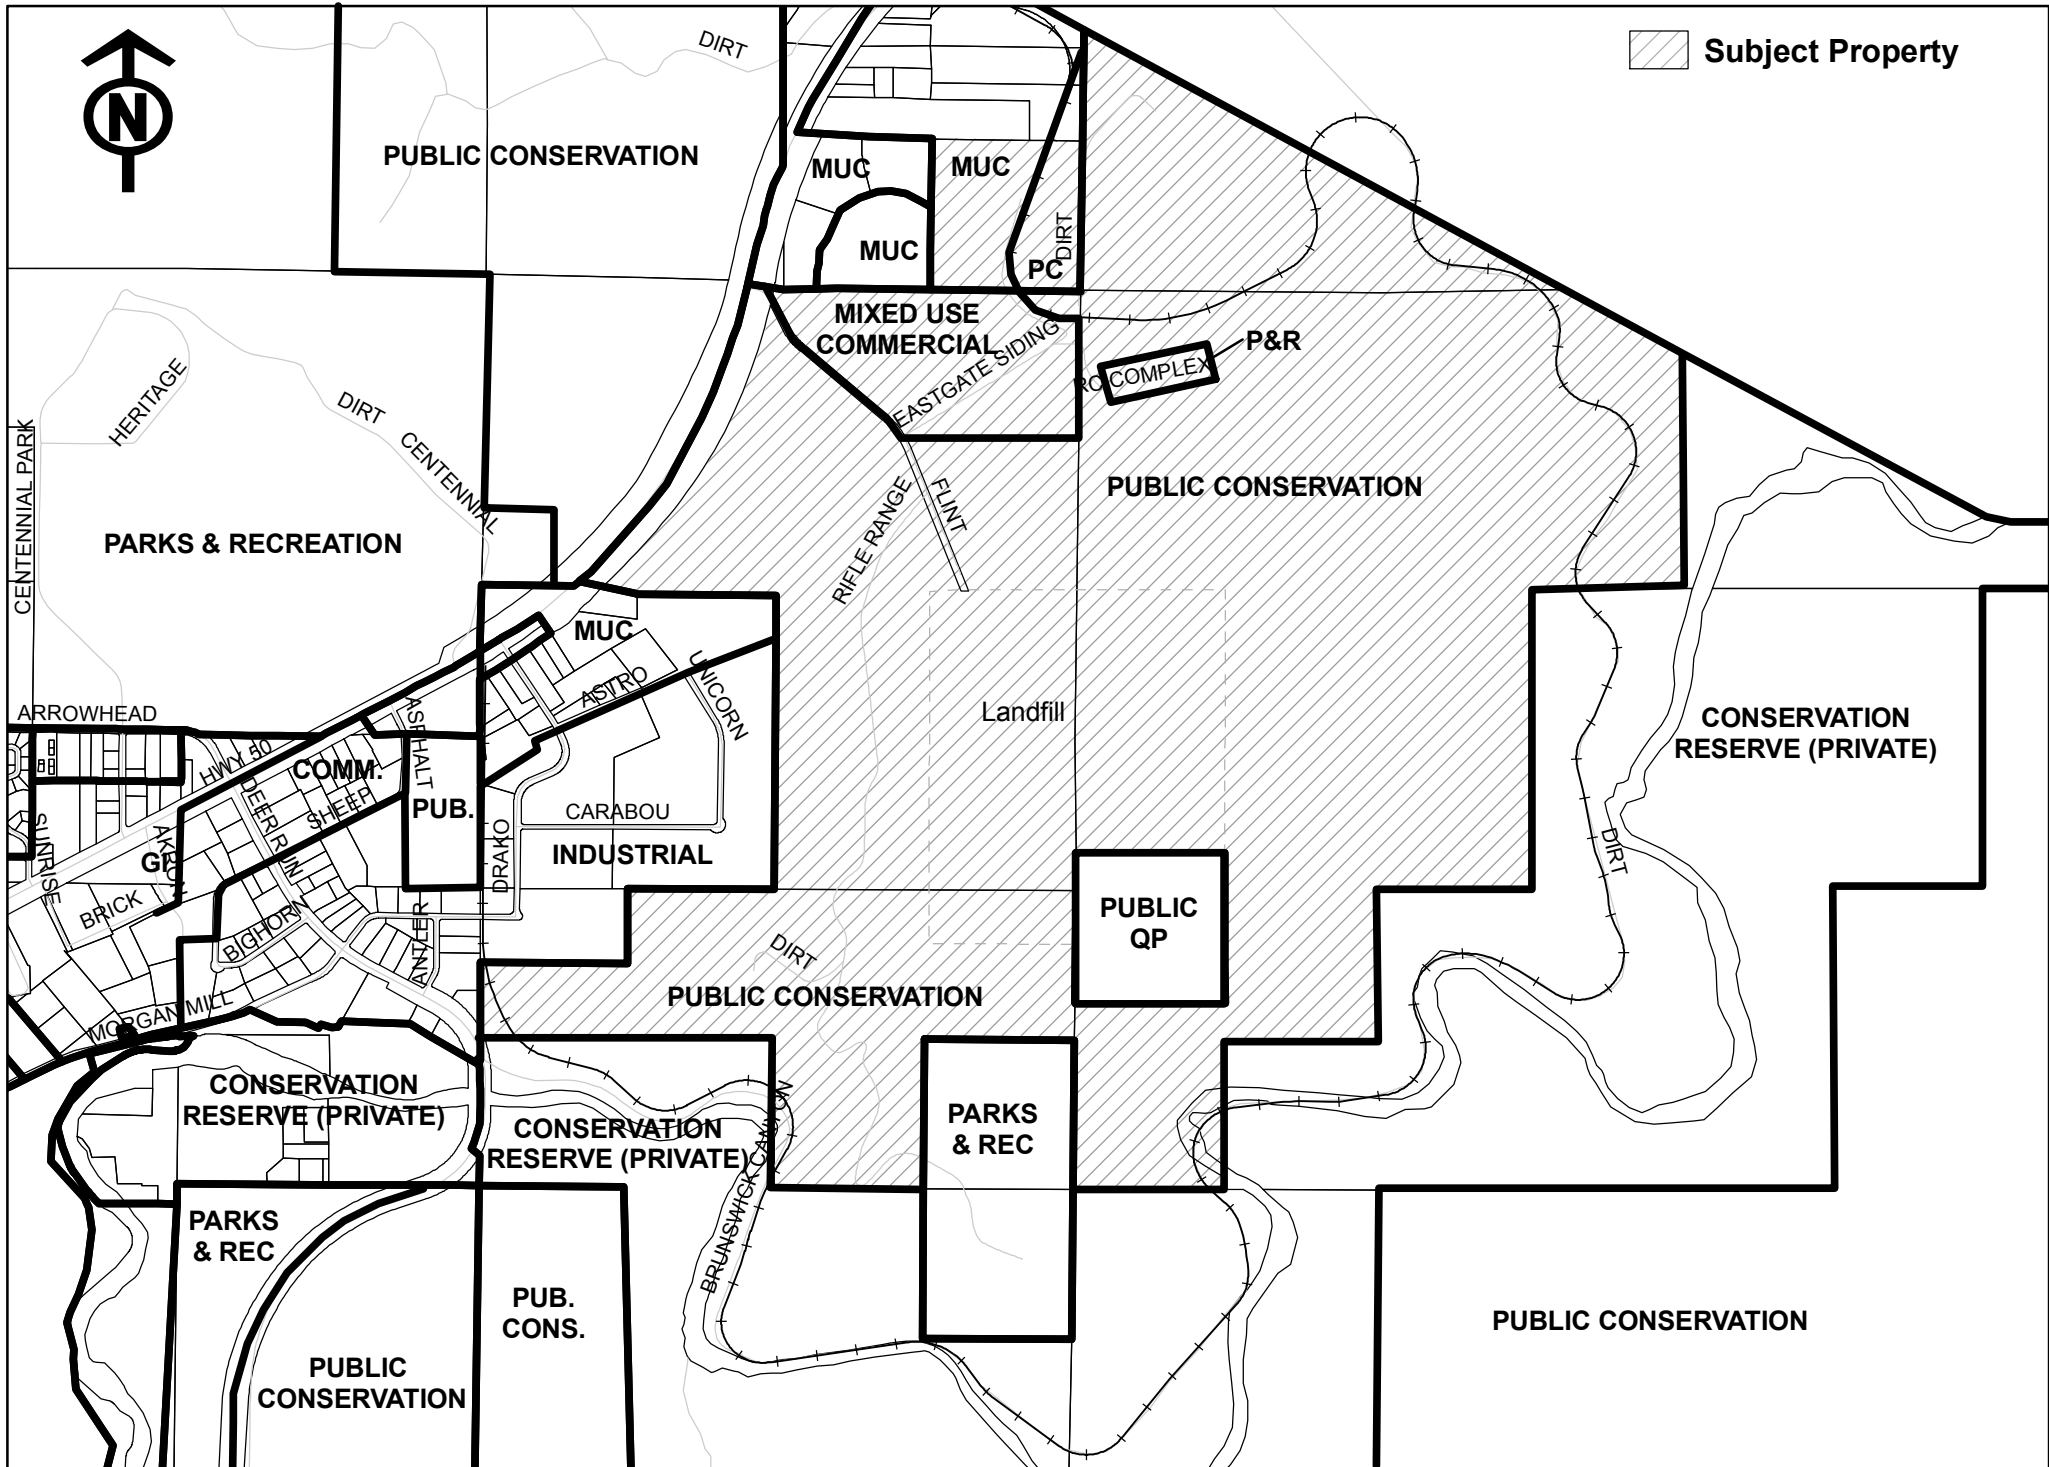 Subject Property
N
DIRT
PUBLIC CONSERVATION
MUC
MUC
MUC
DIRT
PC
MIXED USE
COMMERCIAL
EASTGATE SIDING
P&R
RC COMPLEX
HERITAGE
DIRT
CENTENNIAL
CENTENNIAL PARK
PARKS & RECREATION
RIFLE RANGE
FLINT
PUBLIC CONSERVATION
MUC
ASTRO
UNICORN
Landfill
CONSERVATION
RESERVE (PRIVATE)
ARROWHEAD
HWY 50
ASPHALT
COMM.
SHEEP
DEER RUN
PUB.
CARABOU
DRAKO
INDUSTRIAL
SUNRISE
AKRON
GI
BRICK
BIGHORN
ANTLER
MORGAN MILL
DIRT
PUBLIC
QP
DIRT
PUBLIC CONSERVATION
CONSERVATION
RESERVE (PRIVATE)
CONSERVATION
RESERVE (PRIVATE)
BRUNSWICK CANYON
PARKS
& REC
PARKS
& REC
PUB.
CONS.
PUBLIC
CONSERVATION
PUBLIC CONSERVATION